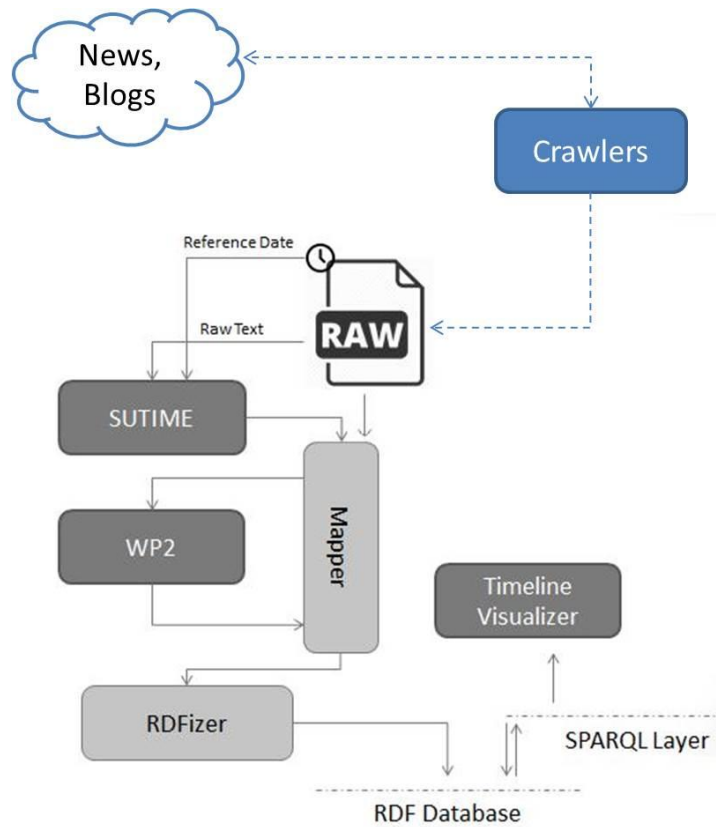 News,
Blogs
Crawlers
Reference Date
Raw Text
RAW
SUTIME
Mapper
WP2
Timeline
Visualizer
RDFizer
SPARQL Layer
RDF Database